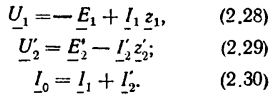 U̲₁ = — E̲₁ + I̲₁ z̲₁, (2.28)
U̲′₂ = E̲′₂ — I̲′₂ z̲′₂; (2.29)
I̲₀ = I̲₁ + I̲′₂. (2.30)